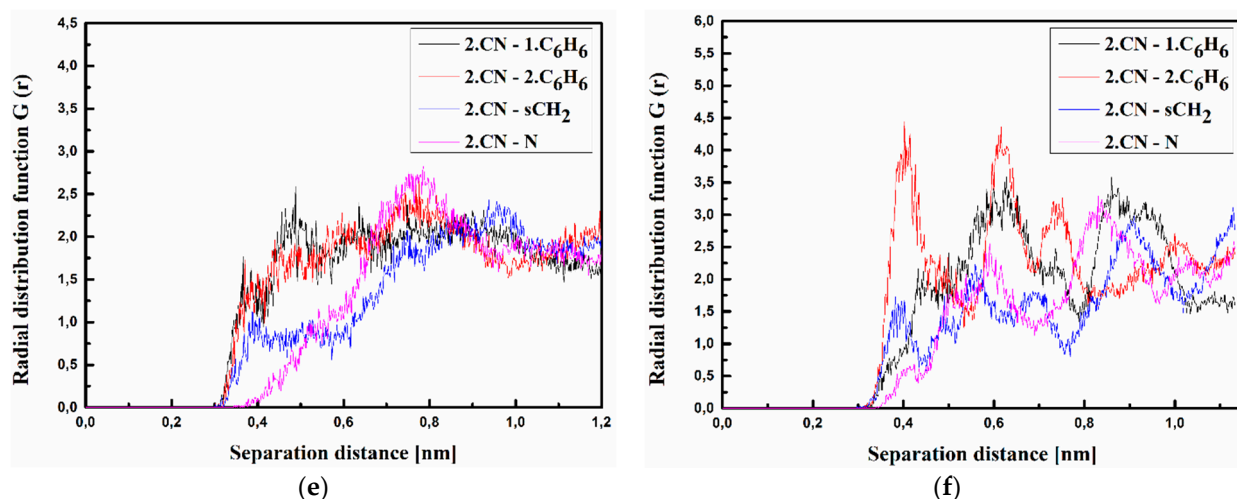 4,5
4,0
3,5
3,0
2,5
2,0
1,5
1,0
0,5
0,0
Radial distribution function G (r)
2.CN - 1.C₆H₆
2.CN - 2.C₆H₆
2.CN - sCH₂
2.CN - N
0,0 0,2 0,4 0,6 0,8 1,0 1,2
Separation distance [nm]
(e)
6,0
5,5
5,0
4,5
4,0
3,5
3,0
2,5
2,0
1,5
1,0
0,5
0,0
Radial distribution function G (r)
2.CN - 1.C₆H₆
2.CN - 2.C₆H₆
2.CN - sCH₂
2.CN - N
0,0 0,2 0,4 0,6 0,8 1,0
Separation distance [nm]
(f)